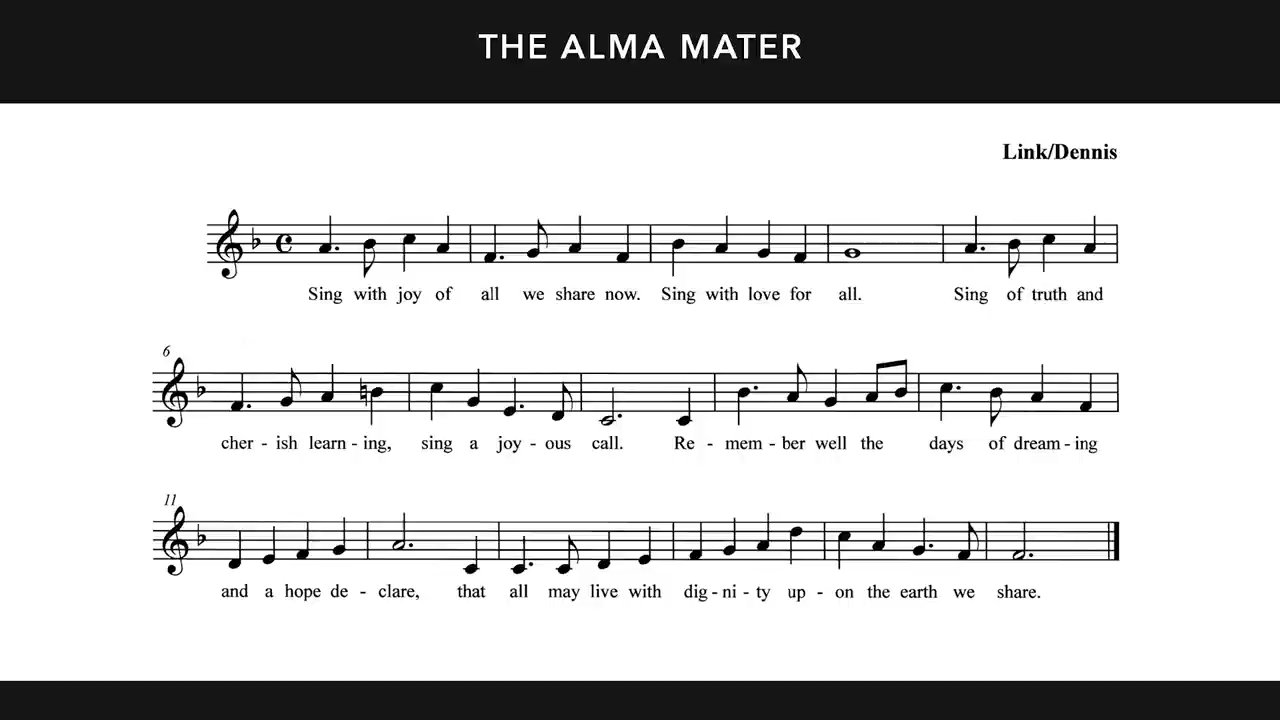 THE ALMA MATER
Link/Dennis
Sing with joy of all we share now. Sing with love for all. Sing of truth and
6
cher - ish learn - ing, sing a joy - ous call. Re - mem - ber well the days of dream - ing
11
and a hope de - clare, that all may live with dig - ni - ty up - on the earth we share.